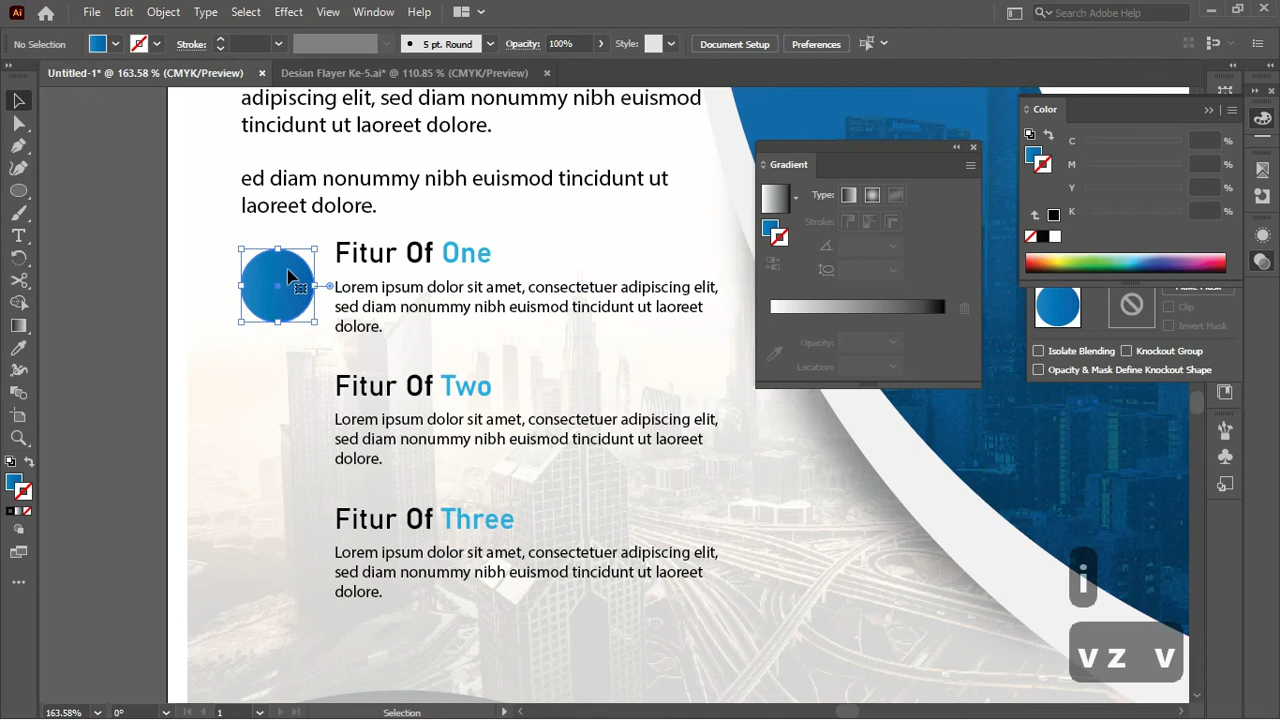 Ai File Edit Object Type Select Effect View Window Help Search Adobe Help
No Selection Stroke: 5 pt. Round Opacity: 100% Style: Document Setup Preferences
Untitled-1* @ 163.58 % (CMYK/Preview) × Desian Flayer Ke-5.ai* @ 110.85 % (CMYK/Preview) ×
adipiscing elit, sed diam nonummy nibh euismod
tincidunt ut laoreet dolore.
ed diam nonummy nibh euismod tincidunt ut
laoreet dolore.
Fitur Of One
Lorem ipsum dolor sit amet, consectetuer adipiscing elit,
sed diam nonummy nibh euismod tincidunt ut laoreet
dolore.
Fitur Of Two
Lorem ipsum dolor sit amet, consectetuer adipiscing elit,
sed diam nonummy nibh euismod tincidunt ut laoreet
dolore.
Fitur Of Three
Lorem ipsum dolor sit amet, consectetuer adipiscing elit,
sed diam nonummy nibh euismod tincidunt ut laoreet
dolore.
Gradient
Type:
Stroke:
Opacity:
Location:
Color
C %
M %
Y %
K %
Make Mask
Clip
Invert Mask
Isolate Blending Knockout Group
Opacity & Mask Define Knockout Shape
i
v z v
163.58% 0° 1 Selection